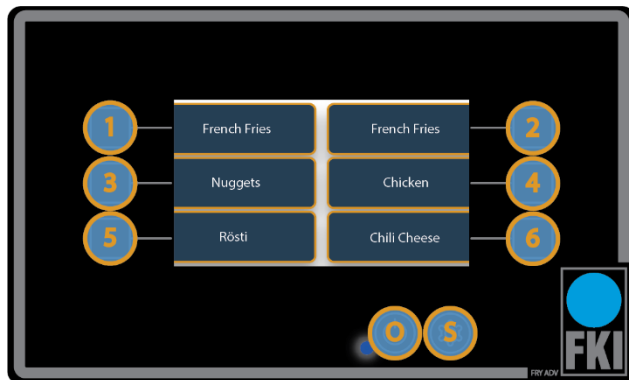 1 French Fries French Fries 2
3 Nuggets Chicken 4
5 Rösti Chili Cheese 6
O S
FKI
FRY ADV